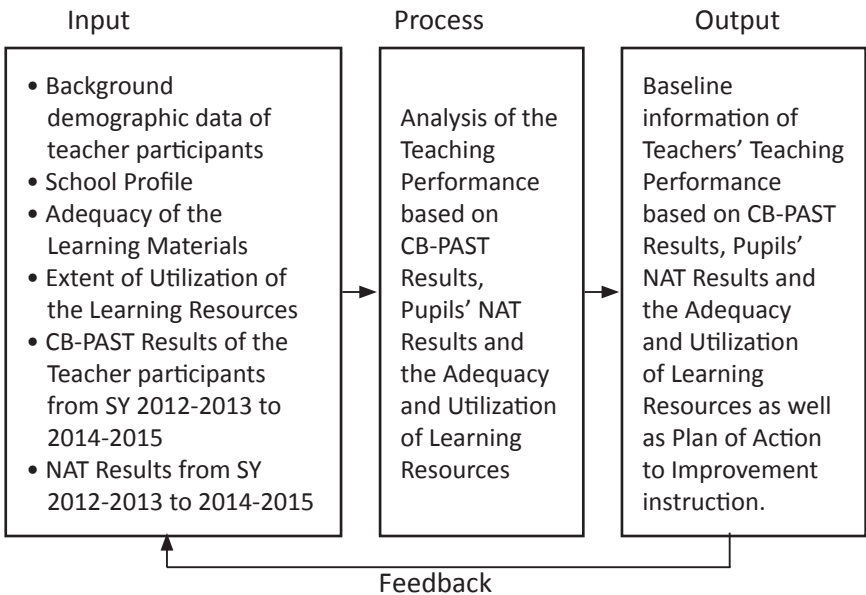 Input
Process
Output
• Background
demographic data of
teacher participants
• School Profile
• Adequacy of the
Learning Materials
• Extent of Utilization of
the Learning Resources
• CB-PAST Results of the
Teacher participants
from SY 2012-2013 to
2014-2015
• NAT Results from SY
2012-2013 to 2014-2015
Analysis of the
Teaching
Performance
based on
CB-PAST
Results,
Pupils’ NAT
Results and
the Adequacy
and Utilization
of Learning
Resources
Baseline
information of
Teachers’ Teaching
Performance
based on CB-PAST
Results, Pupils’
NAT Results and
the Adequacy
and Utilization
of Learning
Resources as well
as Plan of Action
to Improvement
instruction.
Feedback